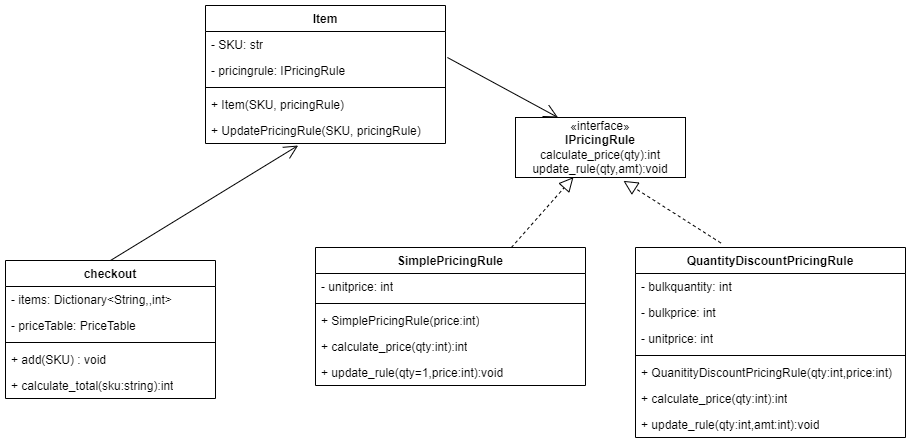 Item
- SKU: str
- pricingrule: IPricingRule
+ Item(SKU, pricingRule)
+ UpdatePricingRule(SKU, pricingRule)
«interface»
IPricingRule
calculate_price(qty):int
update_rule(qty,amt):void
checkout
- items: Dictionary<String,,int>
- priceTable: PriceTable
+ add(SKU) : void
+ calculate_total(sku:string):int
SimplePricingRule
- unitprice: int
+ SimplePricingRule(price:int)
+ calculate_price(qty:int):int
+ update_rule(qty=1,price:int):void
QuantityDiscountPricingRule
- bulkquantity: int
- bulkprice: int
- unitprice: int
+ QuanitityDiscountPricingRule(qty:int,price:int)
+ calculate_price(qty:int):int
+ update_rule(qty:int,amt:int):void